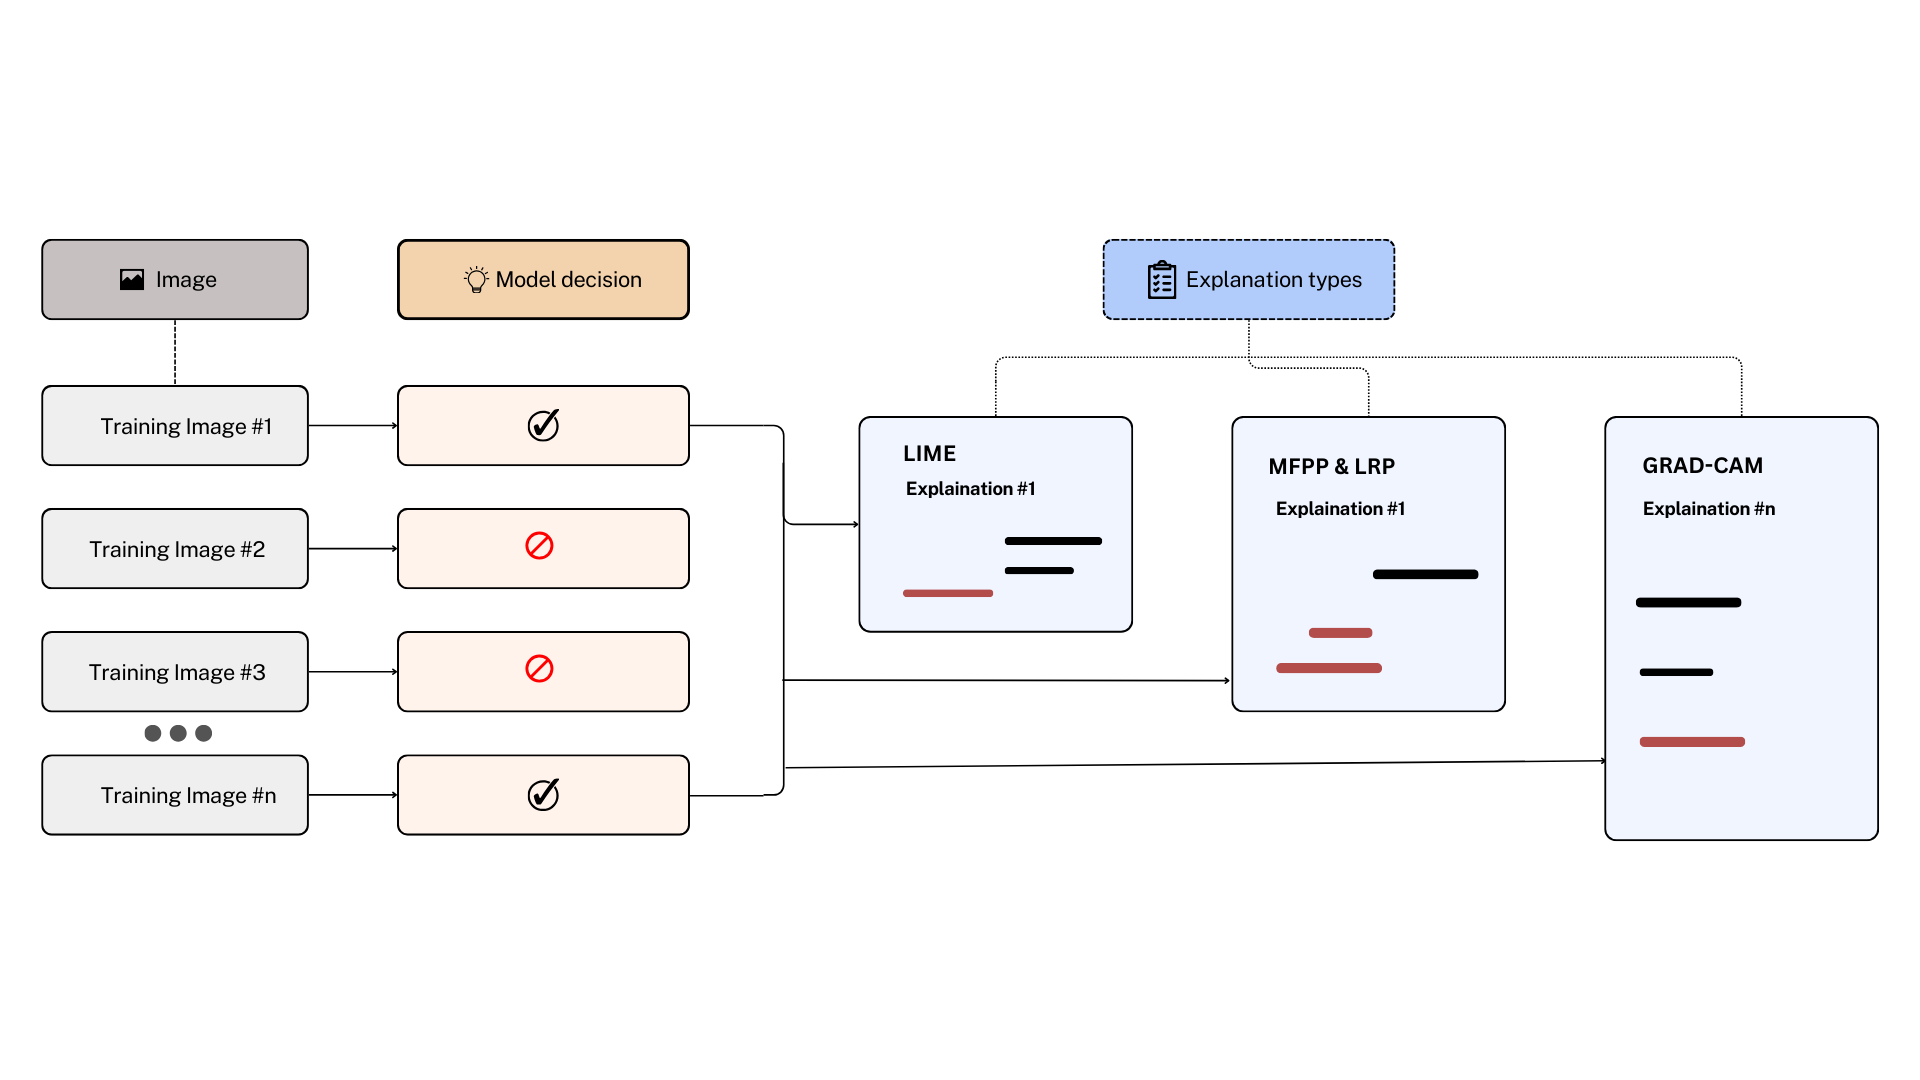 Image
Model decision
Explanation types
Training Image #1
Training Image #2
Training Image #3
Training Image #n
LIME
Explaination #1
MFPP & LRP
Explaination #1
GRAD-CAM
Explaination #n